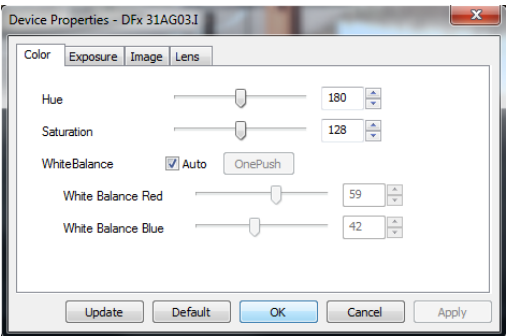 Device Properties - DFx 31AG03.I
Color Exposure Image Lens
Hue 180
Saturation 128
WhiteBalance Auto OnePush
White Balance Red 59
White Balance Blue 42
Update Default OK Cancel Apply